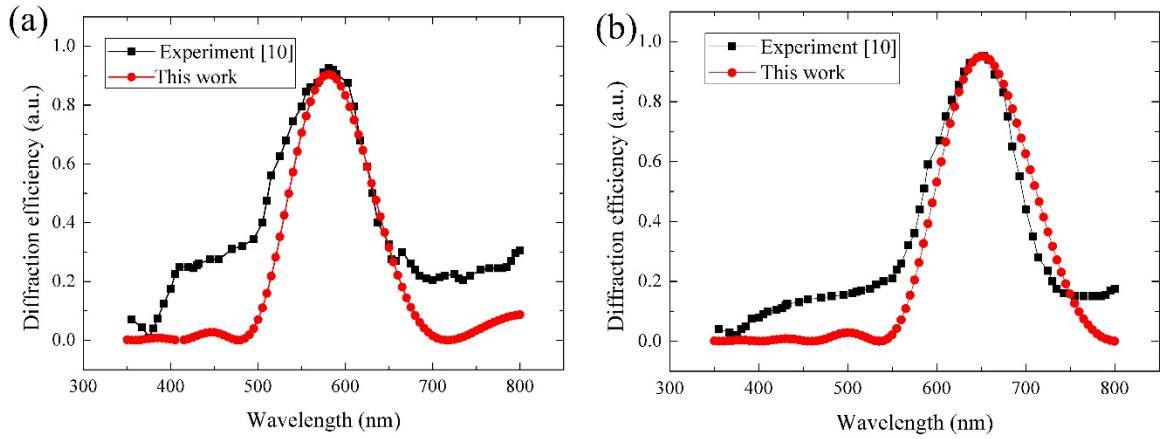 (a)
Experiment [10]
This work
Diffraction efficiency (a.u.)
1.0
0.8
0.6
0.4
0.2
0.0
300 400 500 600 700 800
Wavelength (nm)
(b)
Experiment [10]
This work
Diffraction efficiency (a.u.)
1.0
0.8
0.6
0.4
0.2
0.0
300 400 500 600 700 800
Wavelength (nm)